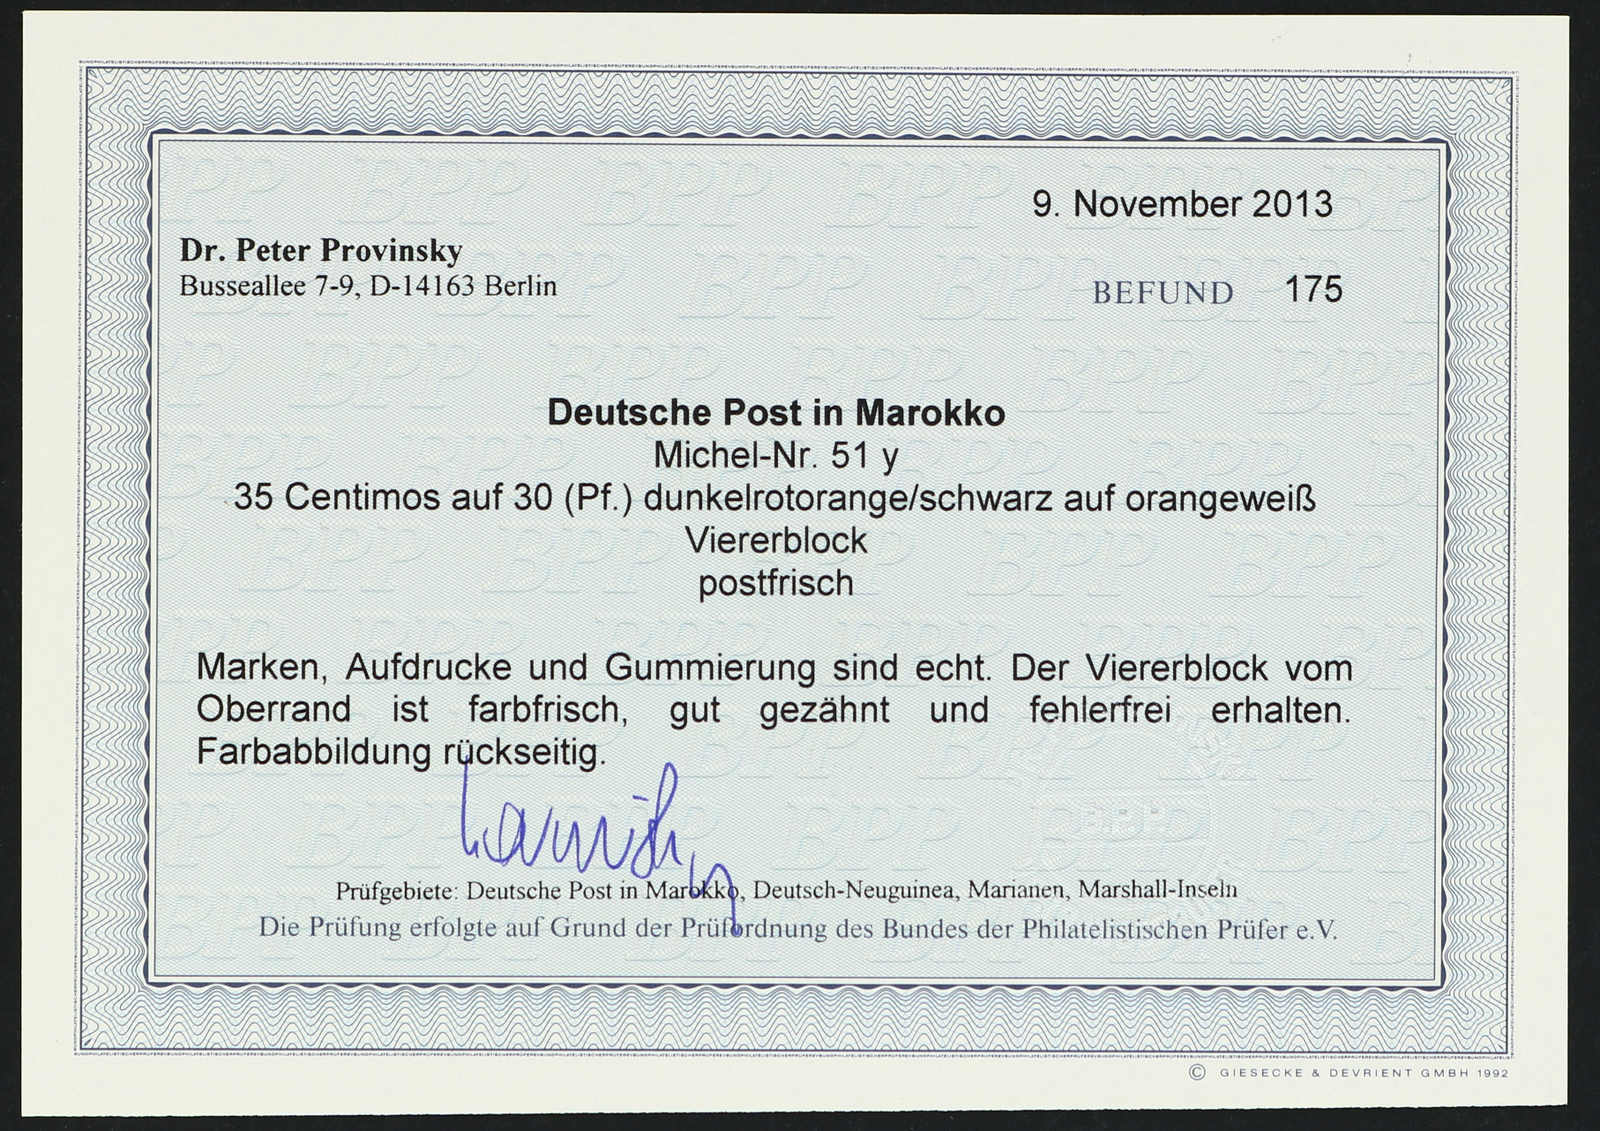 9. November 2013
Dr. Peter Provinsky
Busseallee 7-9, D-14163 Berlin
BEFUND 175
Deutsche Post in Marokko
Michel-Nr. 51 y
35 Centimos auf 30 (Pf.) dunkelrotorange/schwarz auf orangeweiß
Viererblock
postfrisch
Marken, Aufdrucke und Gummierung sind echt. Der Viererblock vom
Oberrand ist farbfrisch, gut gezähnt und fehlerfrei erhalten.
Farbabbildung rückseitig.
Prüfgebiete: Deutsche Post in Marokko, Deutsch-Neuguinea, Marianen, Marshall-Inseln
Die Prüfung erfolgte auf Grund der Prüfordnung des Bundes der Philatelistischen Prüfer e.V.
© GIESECKE & DEVRIENT GMBH 1992